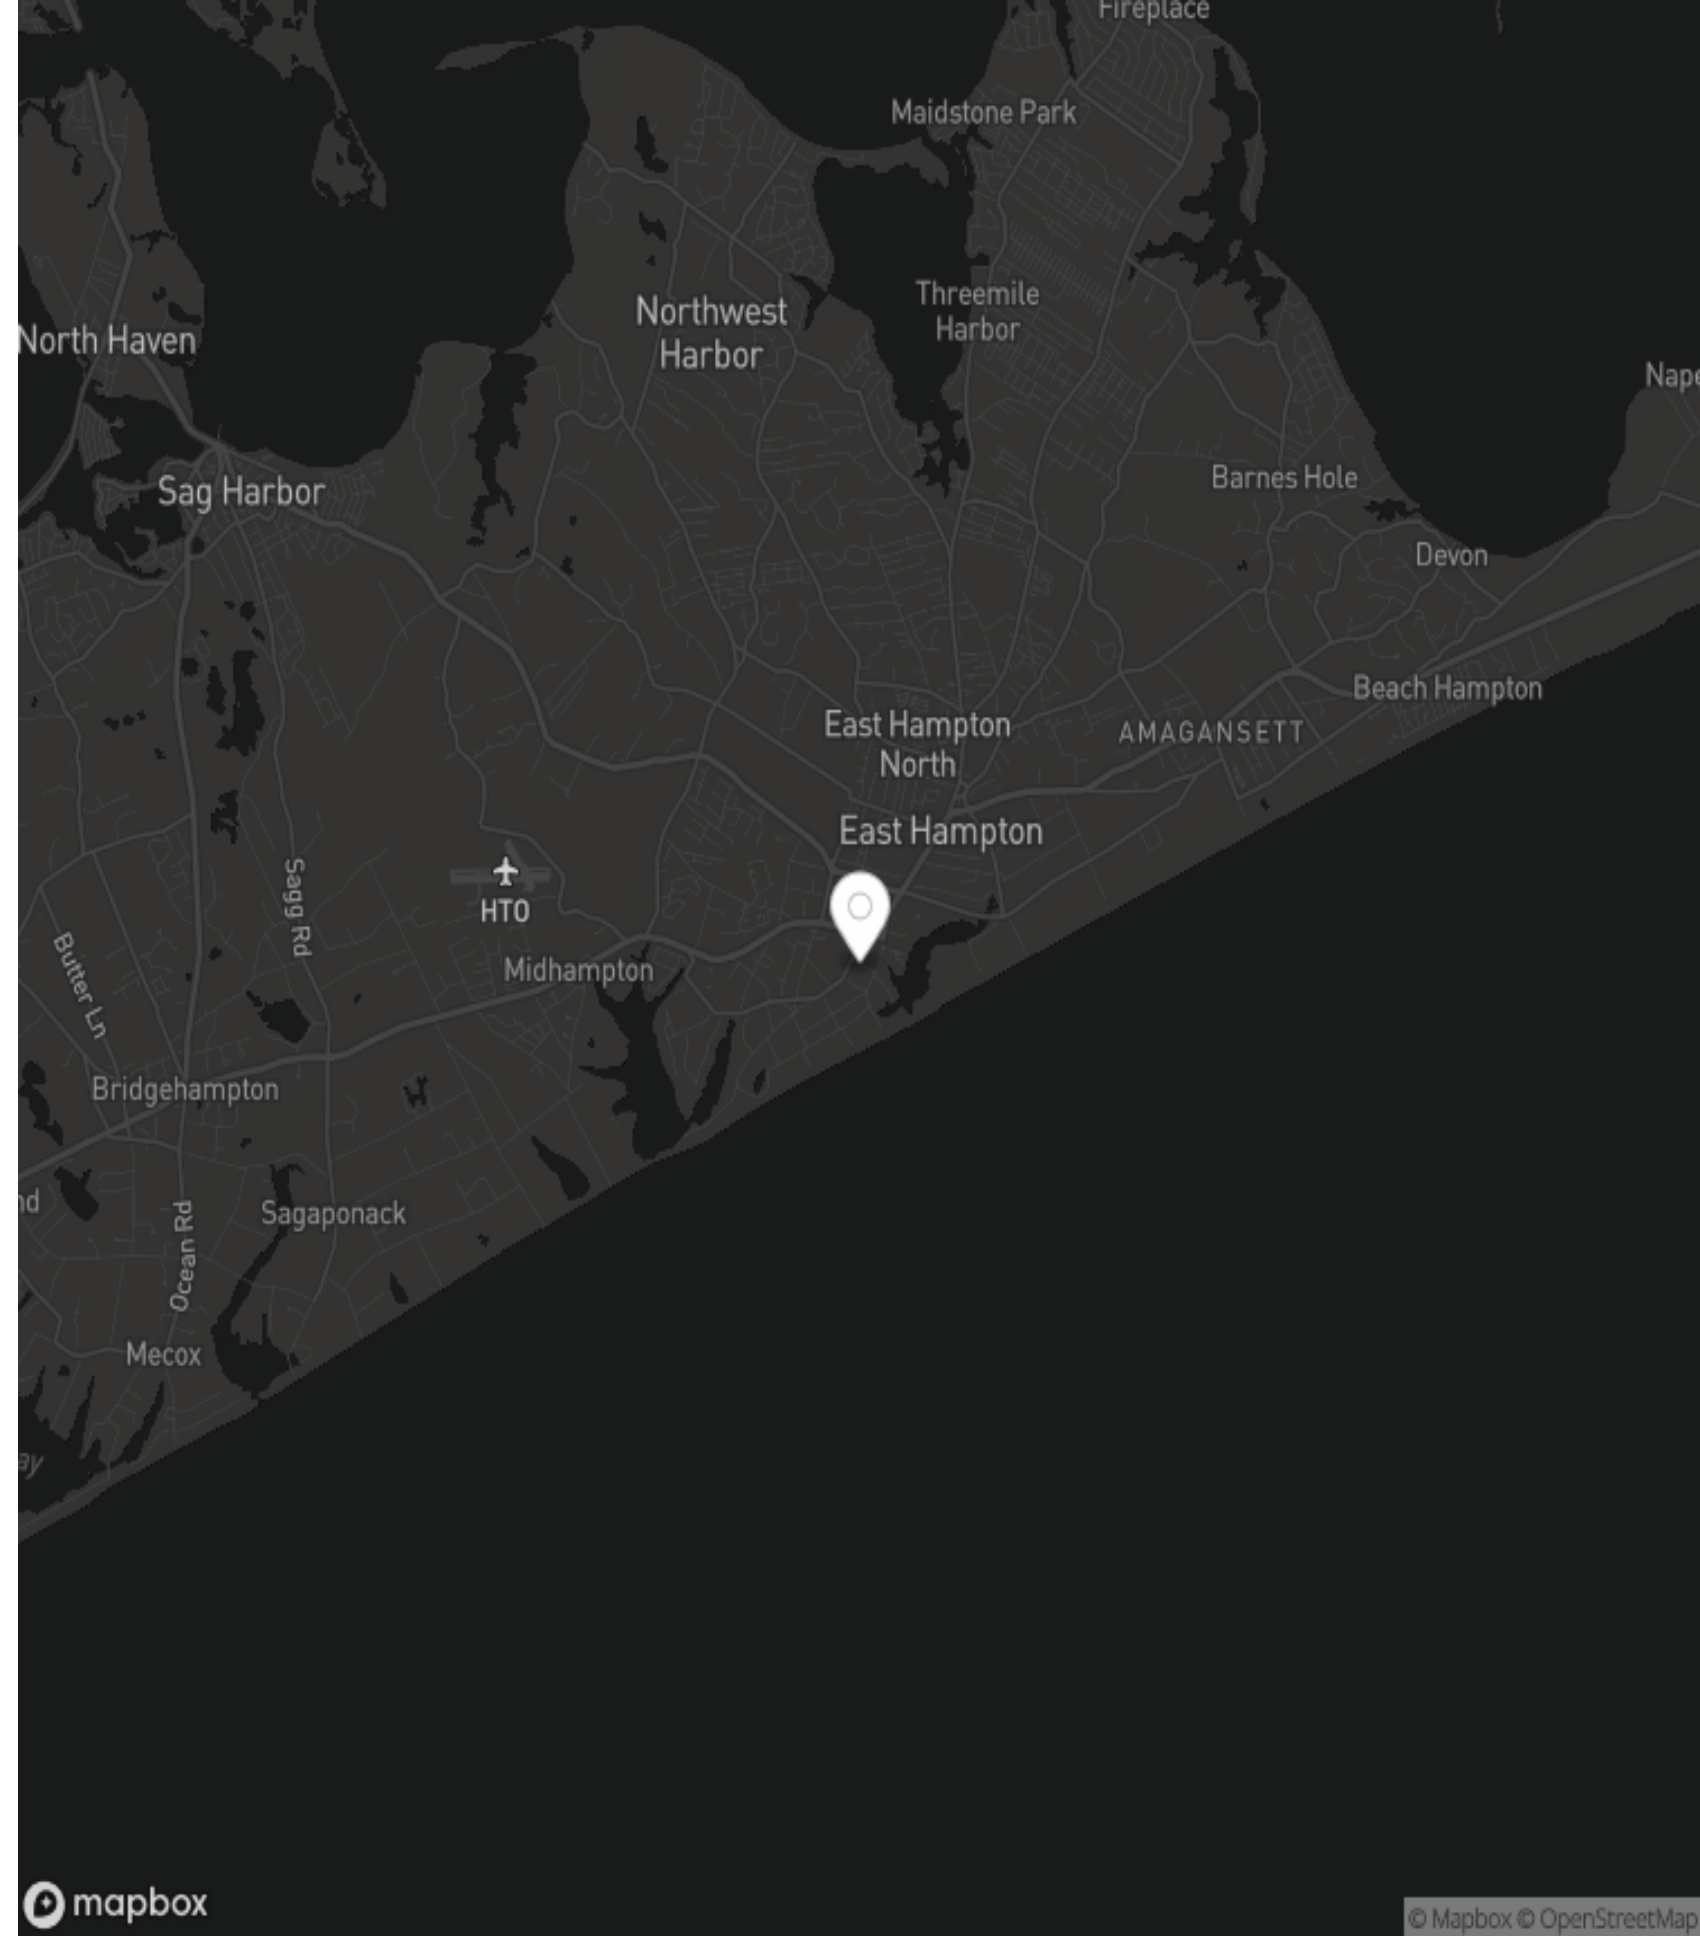 Fireplace
Maidstone Park
Northwest
Harbor
Threemile
Harbor
North Haven
Nape
Sag Harbor
Barnes Hole
Devon
Beach Hampton
East Hampton
North
AMAGANSETT
East Hampton
HTO
Sagg Rd
Butter Ln
Midhampton
Bridgehampton
nd
Sagaponack
Ocean Rd
Mecox
ay
mapbox
© Mapbox © OpenStreetMap